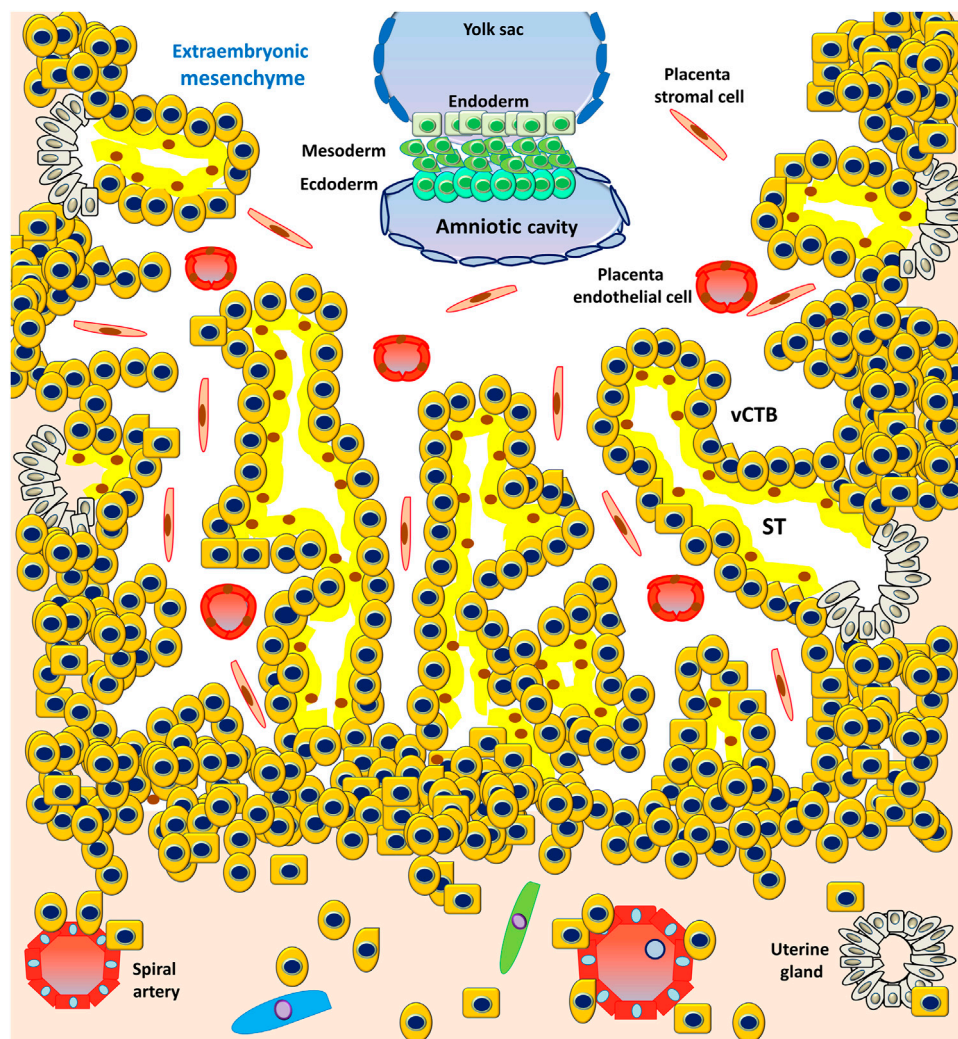 Yolk sac
Extraembryonic
mesenchyme
Placenta
stromal cell
Endoderm
Mesoderm
Ecdoderm
Amniotic cavity
Placenta
endothelial cell
vCTB
ST
Spiral
artery
Uterine
gland